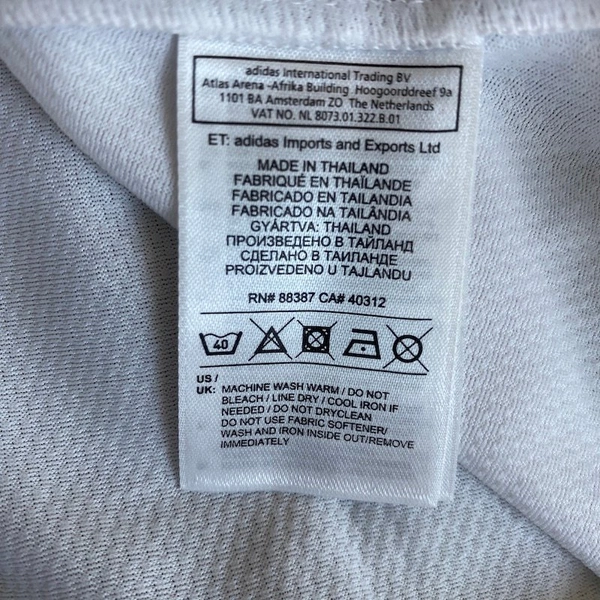 adidas International Trading BV
Atlas Arena -Afrika Building Hoogoorddreef 9a
1101 BA Amsterdam ZO The Netherlands
VAT NO. NL 8073.01.322.B.01
ET: adidas Imports and Exports Ltd
MADE IN THAILAND
FABRIQUÉ EN THAÏLANDE
FABRICADO EN TAILANDIA
FABRICADO NA TAILÂNDIA
GYÁRTVA: THAILAND
ПРОИЗВЕДЕНО В ТАЙЛАНД
СДЕЛАНО В ТАИЛАНДЕ
PROIZVEDENO U TAJLANDU
RN# 88387 CA# 40312
40
US /
UK: MACHINE WASH WARM / DO NOT
BLEACH / LINE DRY / COOL IRON IF
NEEDED / DO NOT DRYCLEAN
DO NOT USE FABRIC SOFTENER/
WASH AND IRON INSIDE OUT/REMOVE
IMMEDIATELY